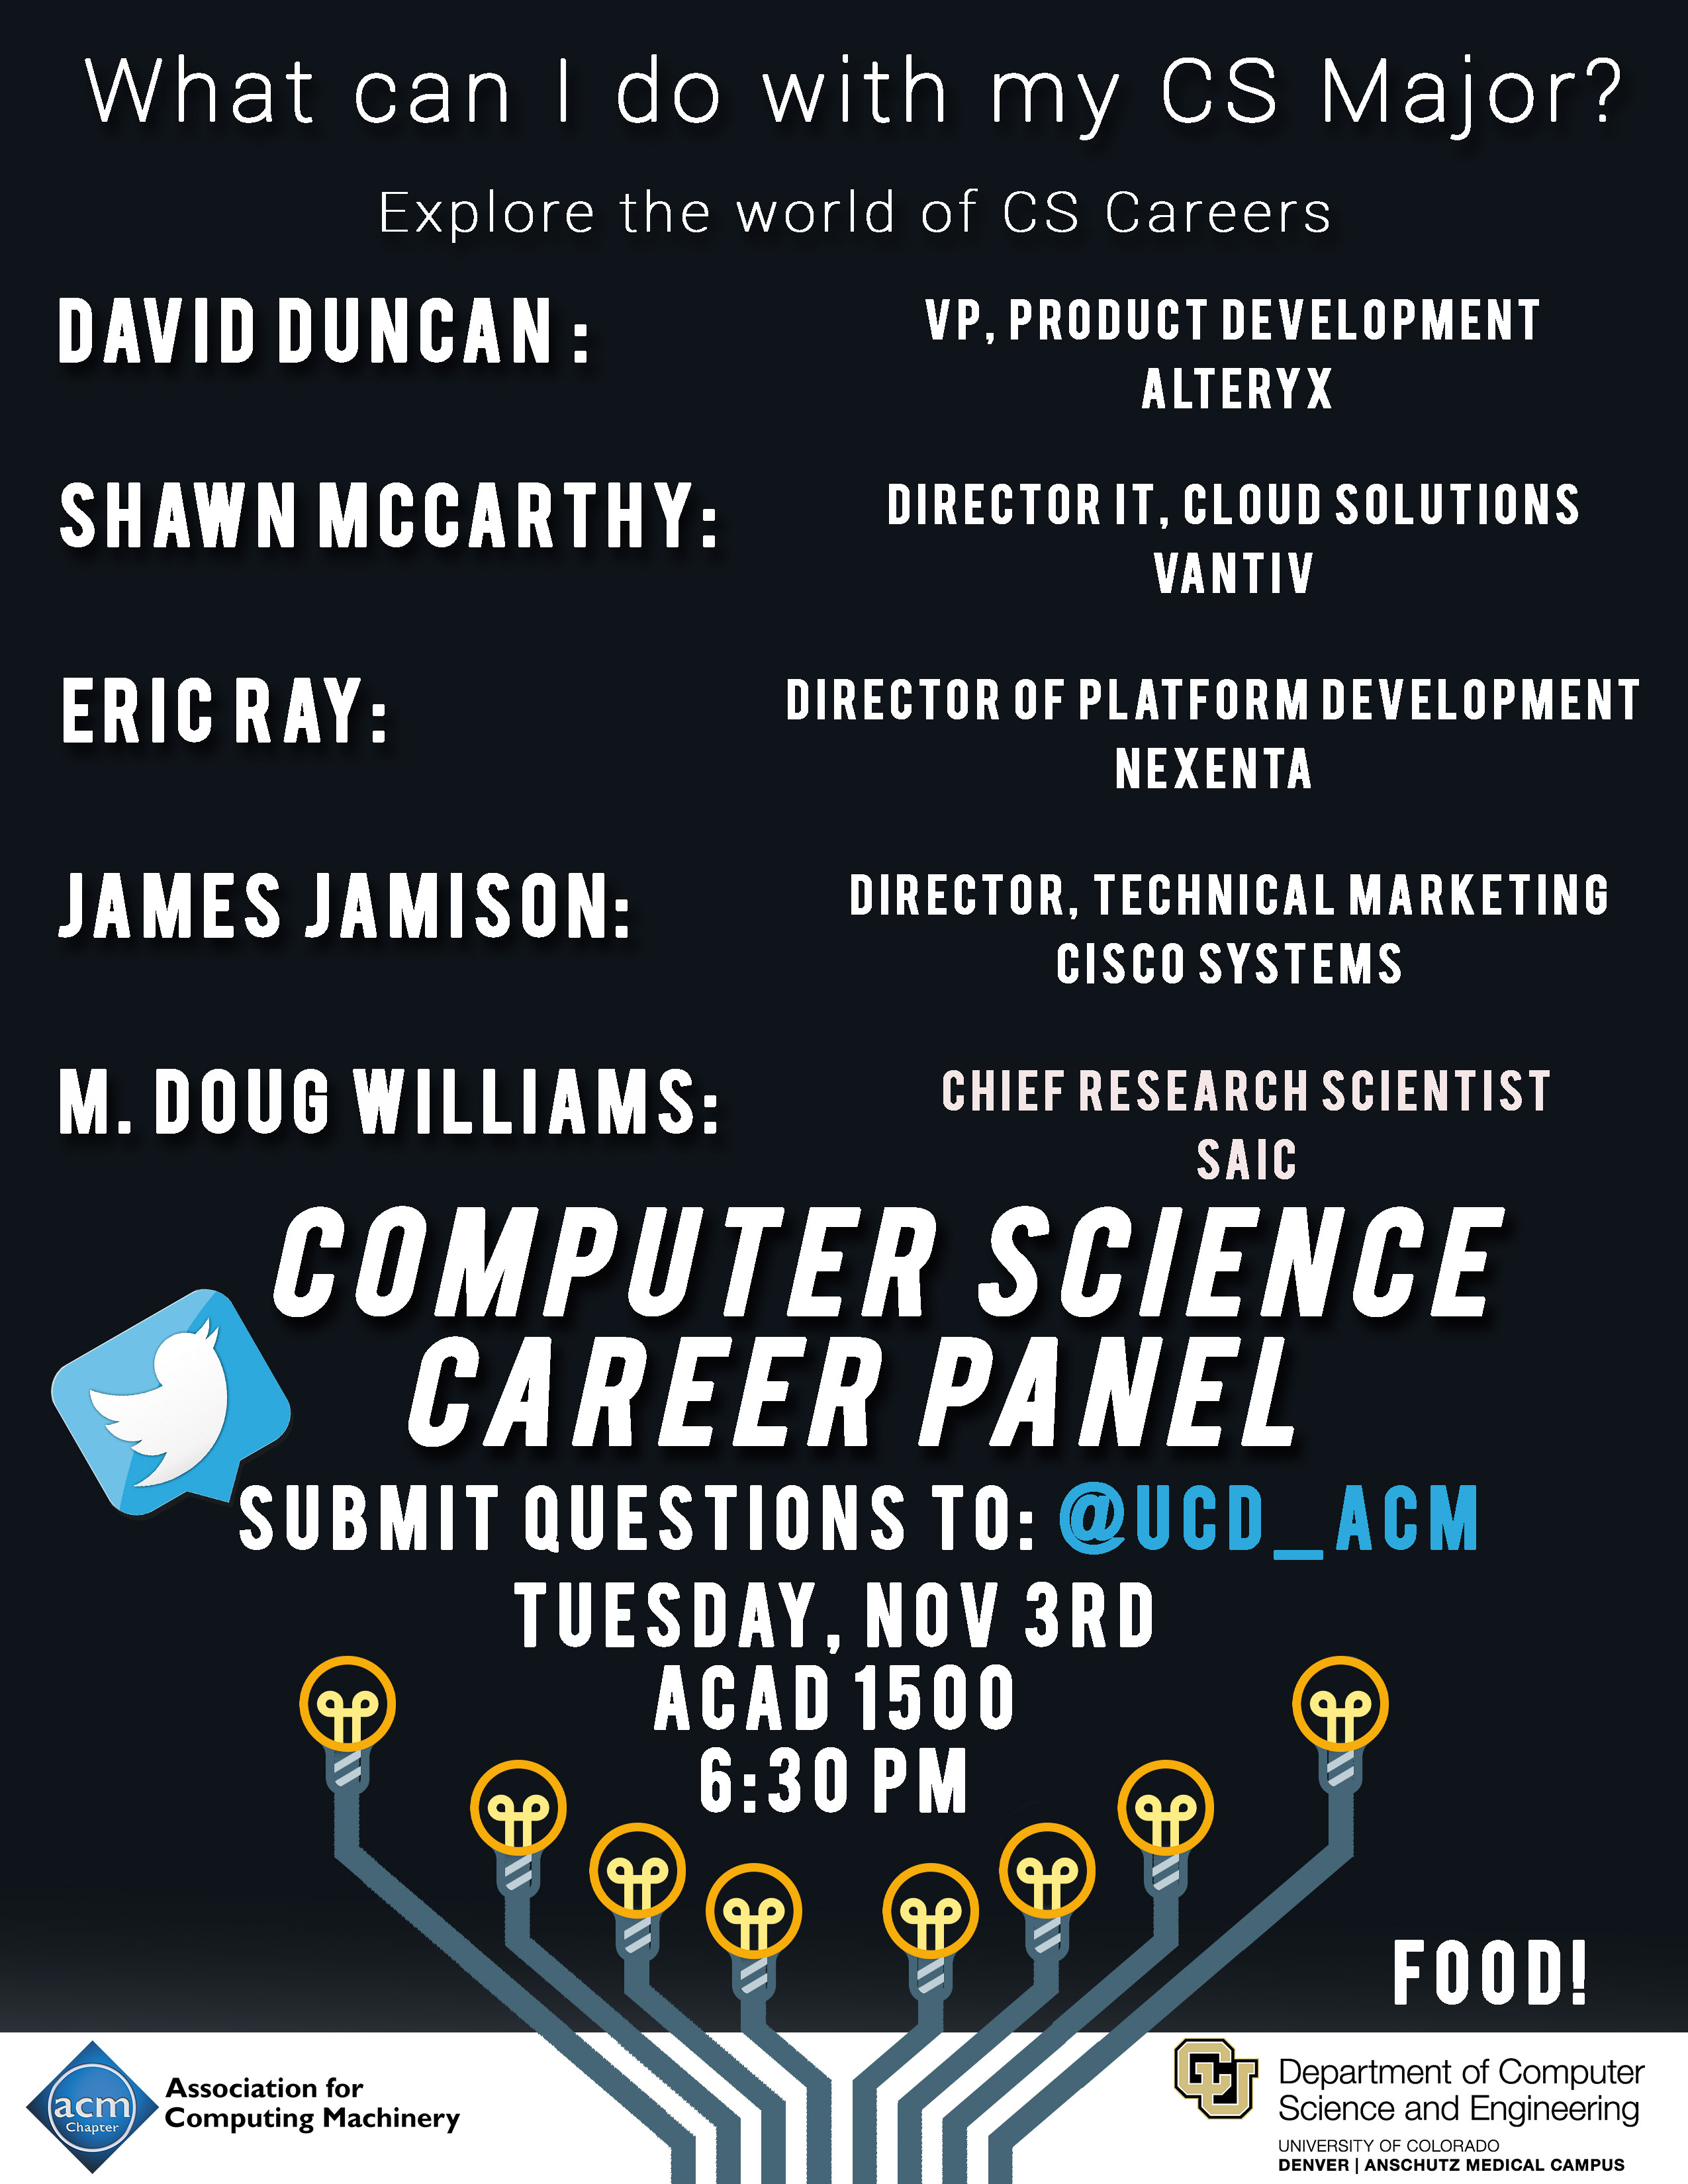 What can I do with my CS Major?
Explore the world of CS Careers
DAVID DUNCAN :
VP, PRODUCT DEVELOPMENT
ALTERYX
SHAWN MCCARTHY:
DIRECTOR IT, CLOUD SOLUTIONS
VANTIV
ERIC RAY:
DIRECTOR OF PLATFORM DEVELOPMENT
NEXENTA
JAMES JAMISON:
DIRECTOR, TECHNICAL MARKETING
CISCO SYSTEMS
M. DOUG WILLIAMS:
CHIEF RESEARCH SCIENTIST
SAIC
COMPUTER SCIENCE
CAREER PANEL
SUBMIT QUESTIONS TO: @UCD_ACM
TUESDAY, NOV 3RD
ACAD 1500
6:30 PM
FOOD!
acm
Chapter
Association for
Computing Machinery
CU
Department of Computer
Science and Engineering
UNIVERSITY OF COLORADO
DENVER | ANSCHUTZ MEDICAL CAMPUS